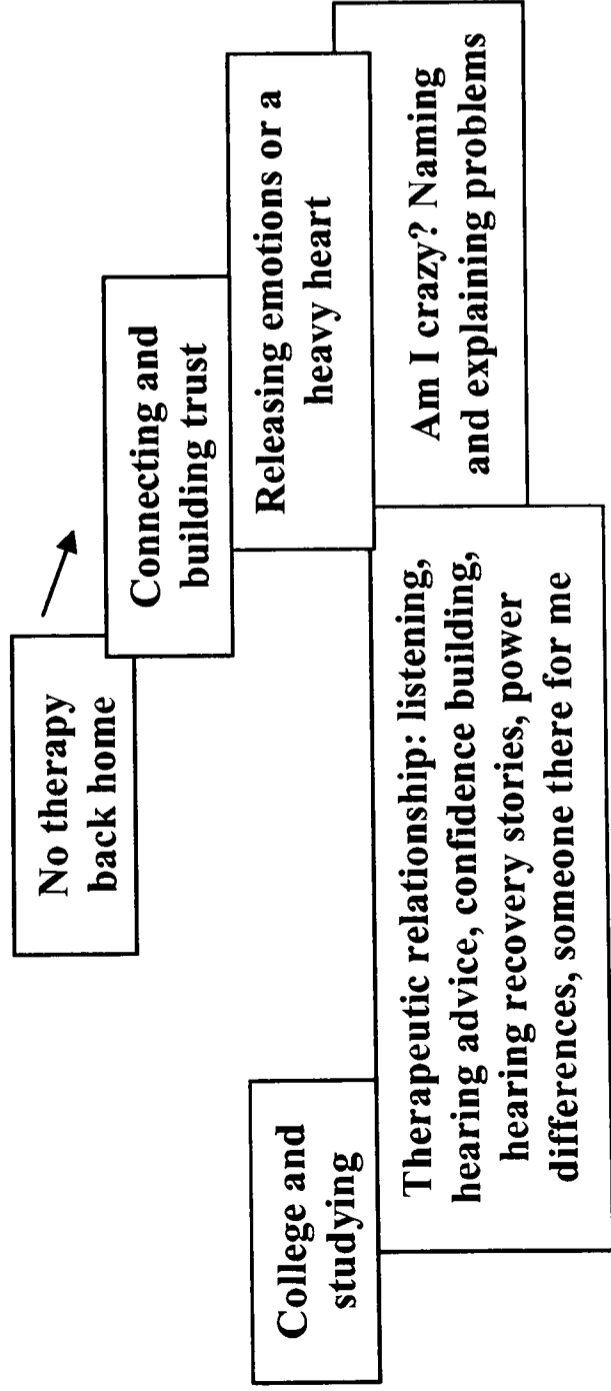 No therapy
back home
Connecting and
building trust
Releasing emotions or a
heavy heart
Am I crazy? Naming
and explaining problems
College and
studying
Therapeutic relationship: listening,
hearing advice, confidence building,
hearing recovery stories, power
differences, someone there for me